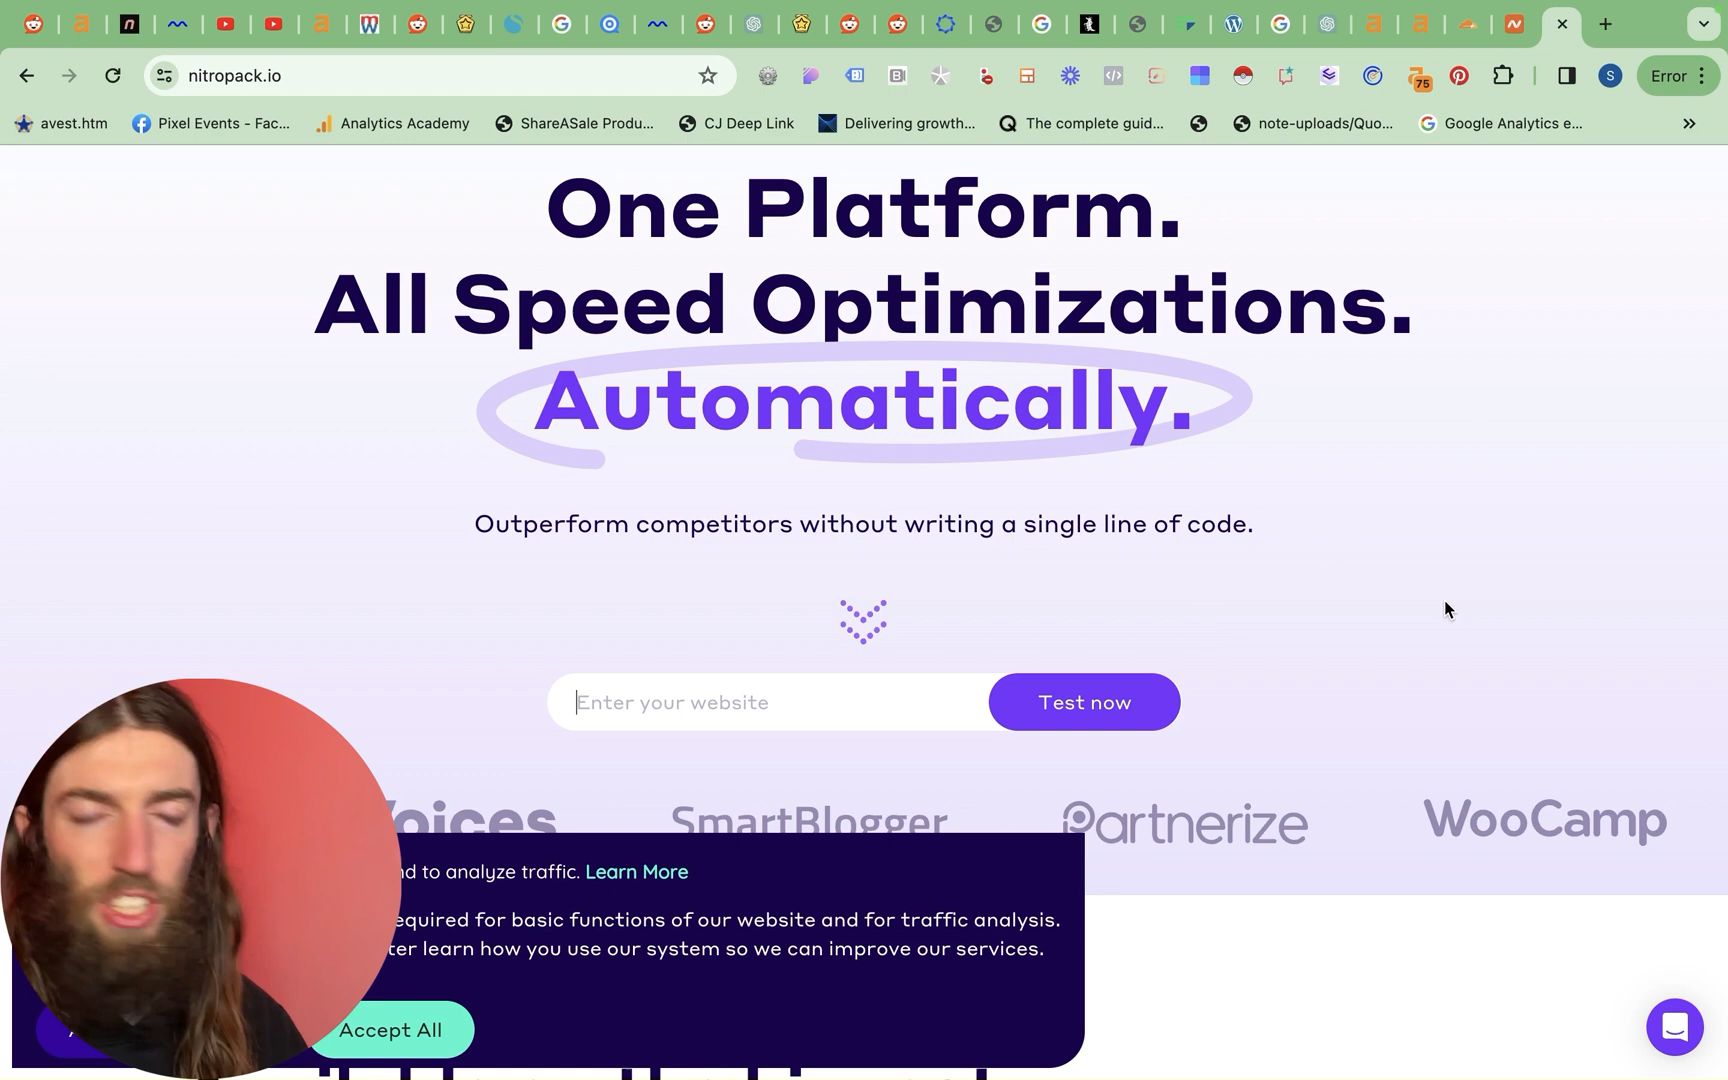 nitropack.io
Error
75
S
avest.htm
Pixel Events - Fac...
Analytics Academy
ShareASale Produ...
CJ Deep Link
Delivering growth...
The complete guid...
note-uploads/Quo...
Google Analytics e...
One Platform.
All Speed Optimizations.
Automatically.
Outperform competitors without writing a single line of code.
Enter your website
Test now
SmartBlogger
Partnerize
WooCamp
to analyze traffic. Learn More
for basic functions of our website and for traffic analysis.
learn how you use our system so we can improve our services.
Accept All